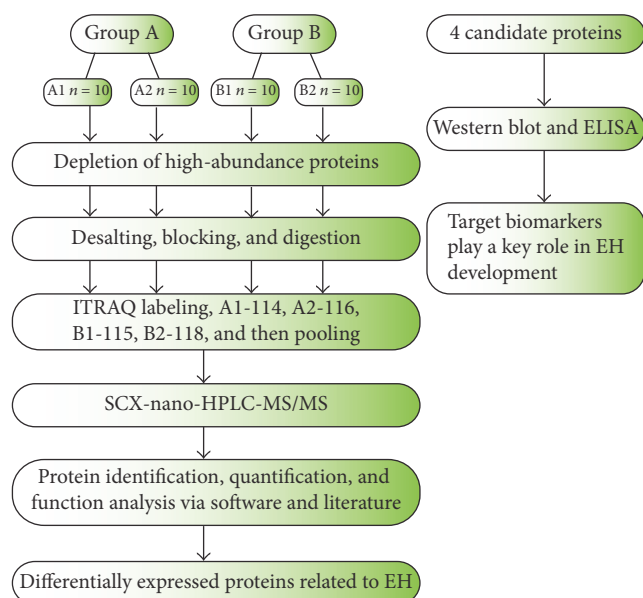 Group A
Group B
A1 n = 10
A2 n = 10
B1 n = 10
B2 n = 10
Depletion of high-abundance proteins
Desalting, blocking, and digestion
ITRAQ labeling, A1-114, A2-116,
B1-115, B2-118, and then pooling
SCX-nano-HPLC-MS/MS
Protein identification, quantification, and
function analysis via software and literature
Differentially expressed proteins related to EH
4 candidate proteins
Western blot and ELISA
Target biomarkers
play a key role in EH
development